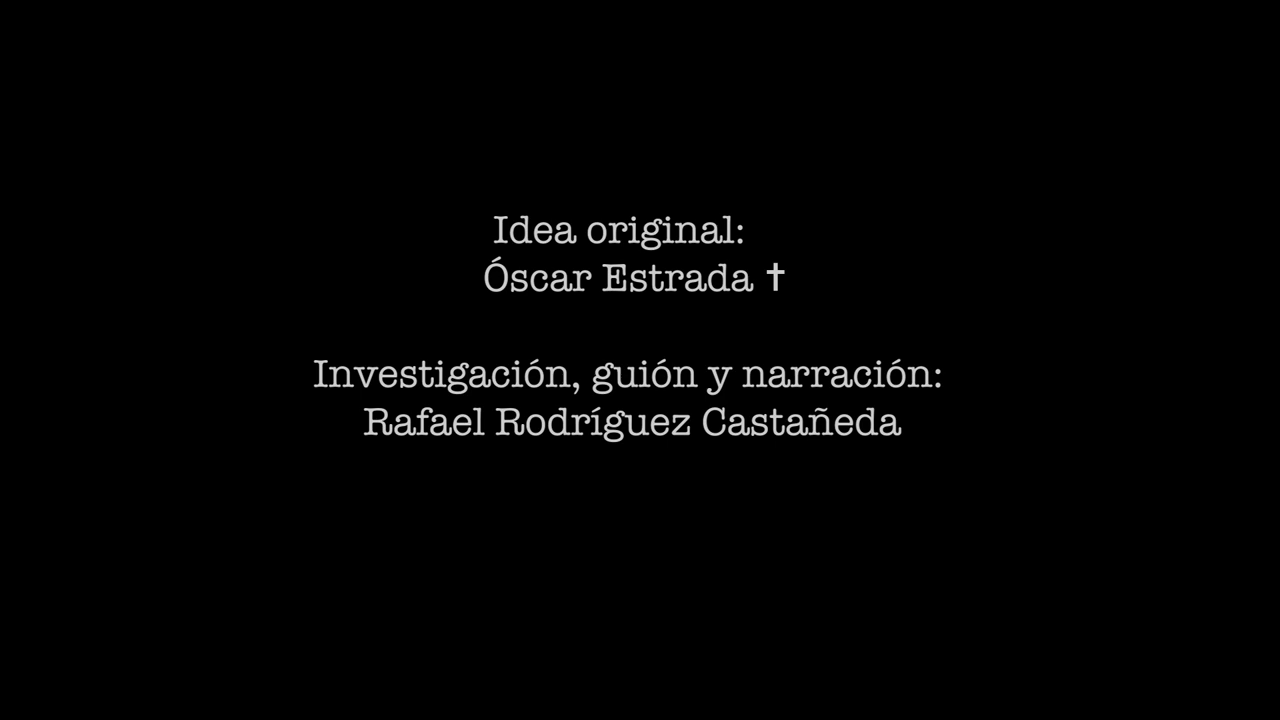 Idea original:
Óscar Estrada ✝
Investigación, guión y narración:
Rafael Rodríguez Castañeda